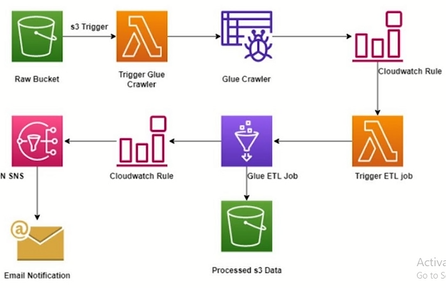 s3 Trigger
Raw Bucket
Trigger Glue
Crawler
Glue Crawler
Cloudwatch Rule
N SNS
Cloudwatch Rule
Glue ETL Job
Trigger ETL job
Email Notification
Processed s3 Data
Activa
Go to S